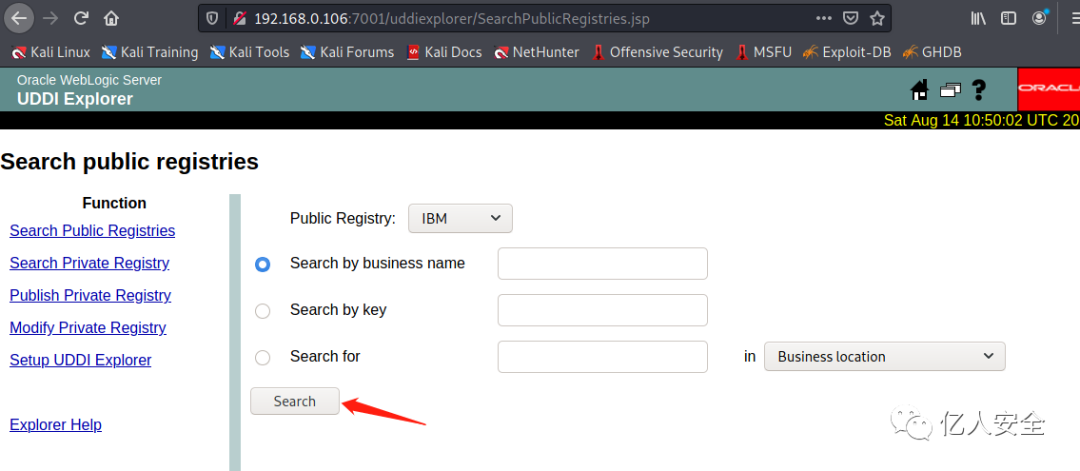 192.168.0.106:7001/uddiexplorer/SearchPublicRegistries.jsp
Kali Linux Kali Training Kali Tools Kali Forums Kali Docs NetHunter Offensive Security MSFU Exploit-DB GHDB
Oracle WebLogic Server
UDDI Explorer
ORACL
Sat Aug 14 10:50:02 UTC 20
Search public registries
Function
Search Public Registries
Search Private Registry
Publish Private Registry
Modify Private Registry
Setup UDDI Explorer
Explorer Help
Public Registry: IBM
Search by business name
Search by key
Search for in Business location
Search
亿人安全